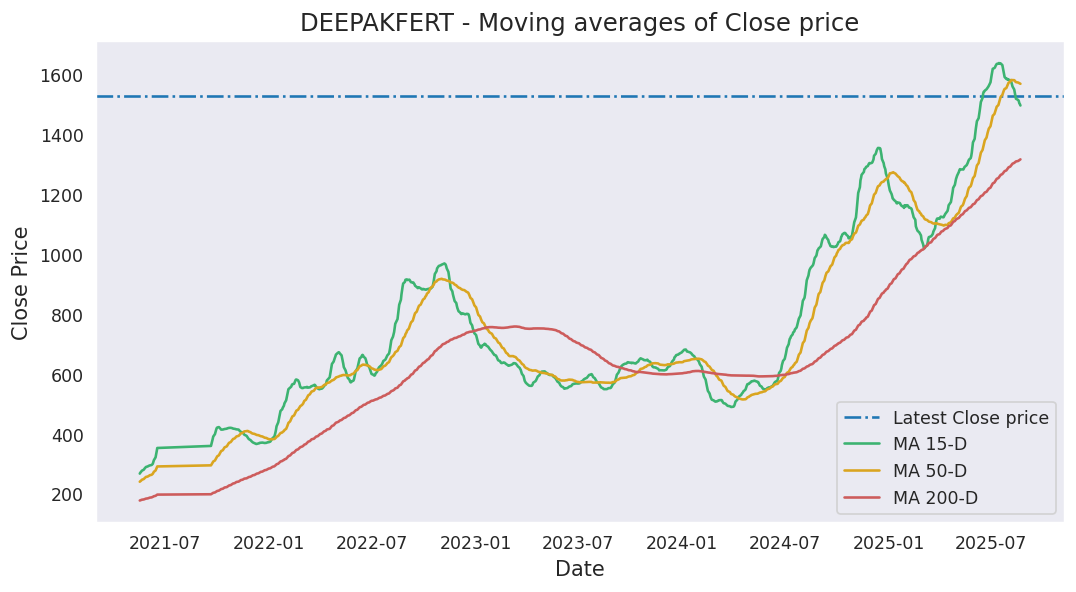 DEEPAKFERT - Moving averages of Close price
1600
1400
1200
1000
800
600
400
200
Close Price
2021-07 2022-01 2022-07 2023-01 2023-07 2024-01 2024-07 2025-01 2025-07
Date
Latest Close price
MA 15-D
MA 50-D
MA 200-D